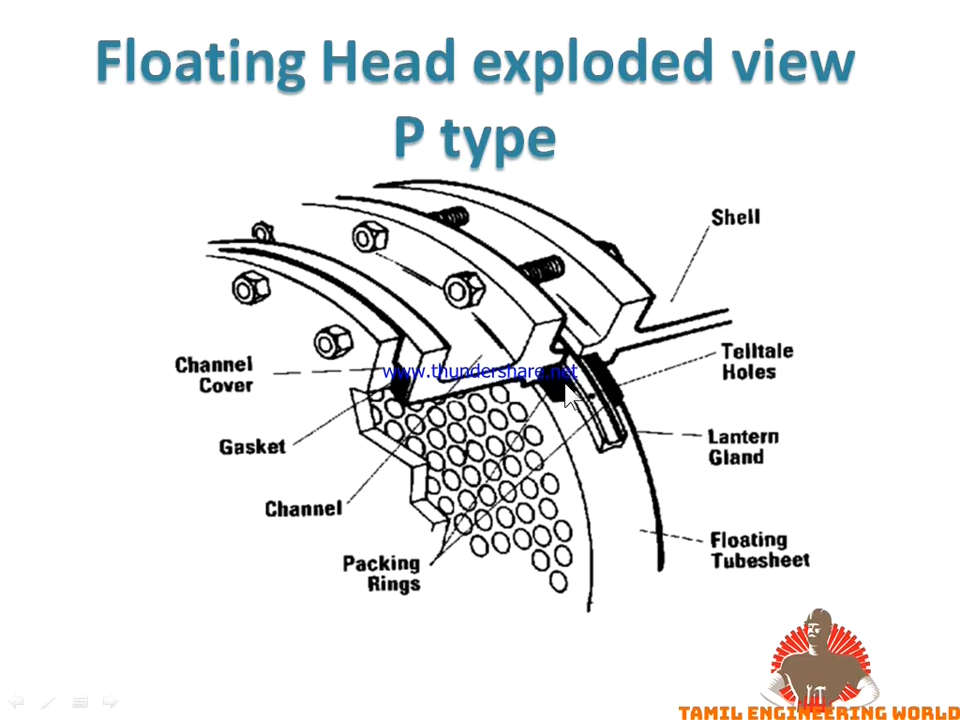 Floating Head exploded view
P type
Shell
Telltale
Holes
Channel
Cover
www.thundershare.net
Gasket
Lantern
Gland
Channel
Floating
Tubesheet
Packing
Rings
TAMIL ENGINEERING WORLD